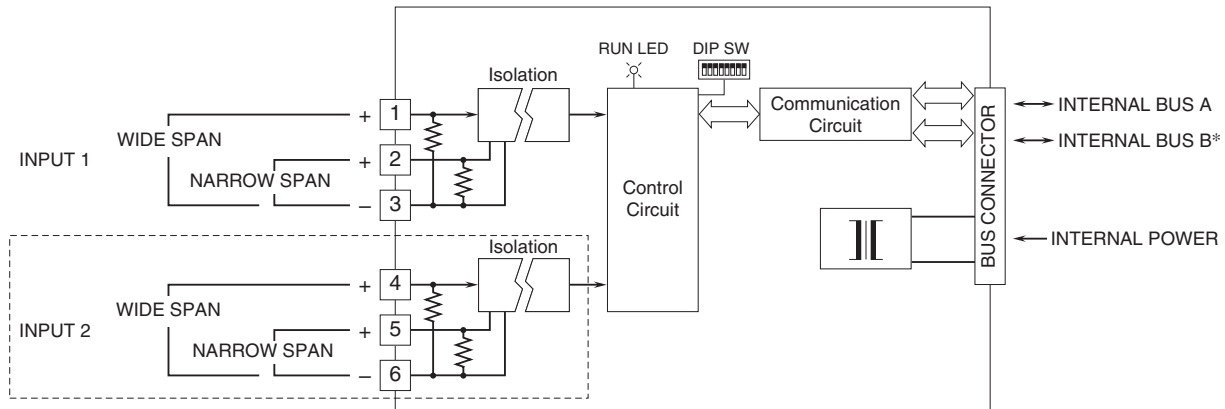 RUN LED
DIP SW
Isolation
INPUT 1
WIDE SPAN
NARROW SPAN
+ 1
+ 2
− 3
Control
Circuit
Communication
Circuit
BUS CONNECTOR
INTERNAL BUS A
INTERNAL BUS B*
INTERNAL POWER
Isolation
INPUT 2
WIDE SPAN
NARROW SPAN
+ 4
+ 5
− 6